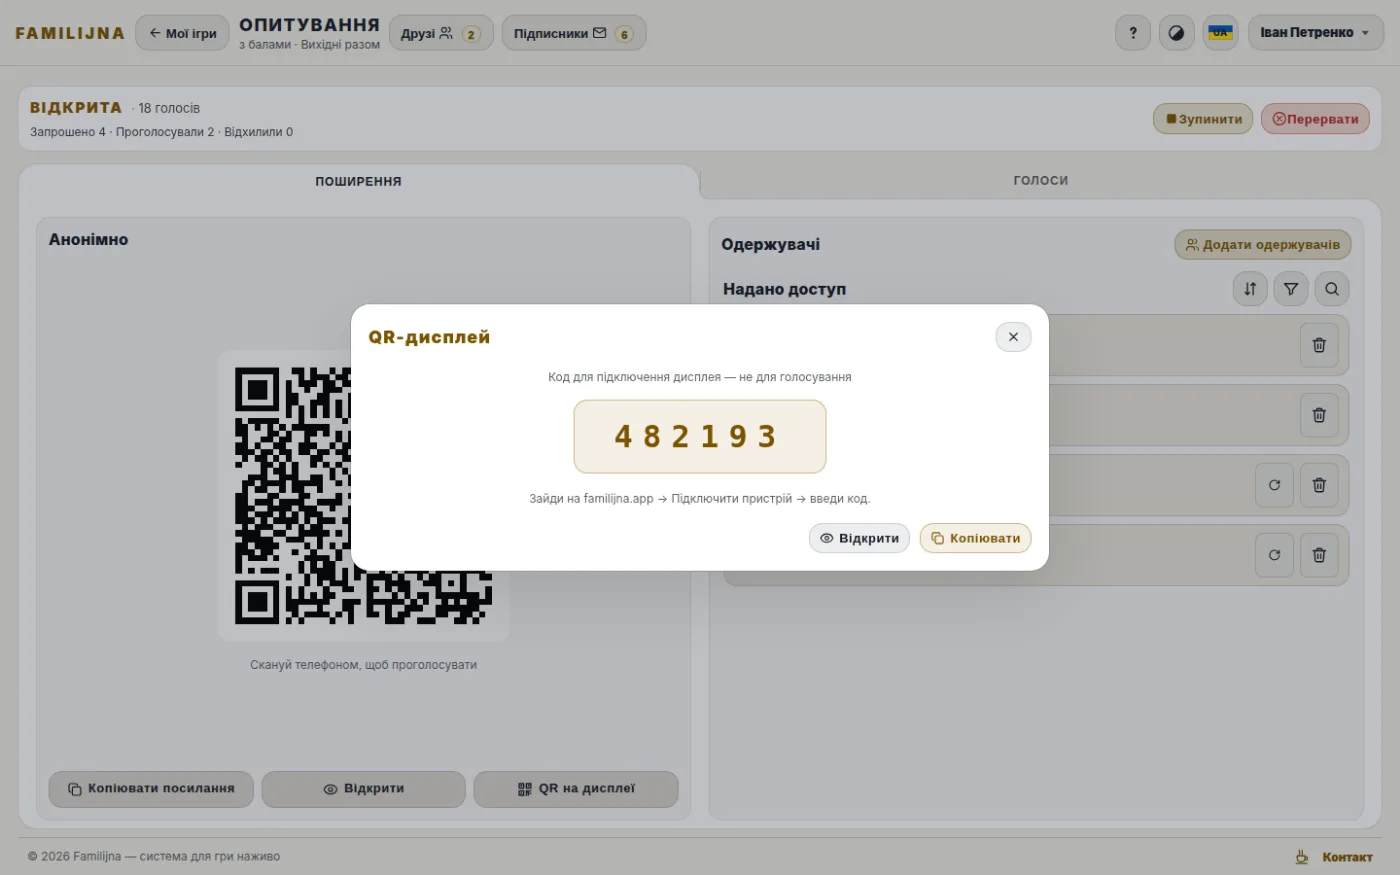 FAMILIJNA
← Мої ігри
ОПИТУВАННЯ
з балами · Вихідні разом
Друзі 2
Підписники 6
?
UA
Іван Петренко
ВІДКРИТА · 18 голосів
Запрошено 4 · Проголосували 2 · Відхилили 0
Зупинити
Перервати
ПОШИРЕННЯ
ГОЛОСИ
Анонімно
Одержувачі
Додати одержувачів
Надано доступ
QR-дисплей
Код для підключення дисплея — не для голосування
482193
Зайди на familijna.app → Підключити пристрій → введи код.
Відкрити
Копіювати
Скануй телефоном, щоб проголосувати
Копіювати посилання
Відкрити
QR на дисплеї
© 2026 Familijna — система для гри наживо
Контакт